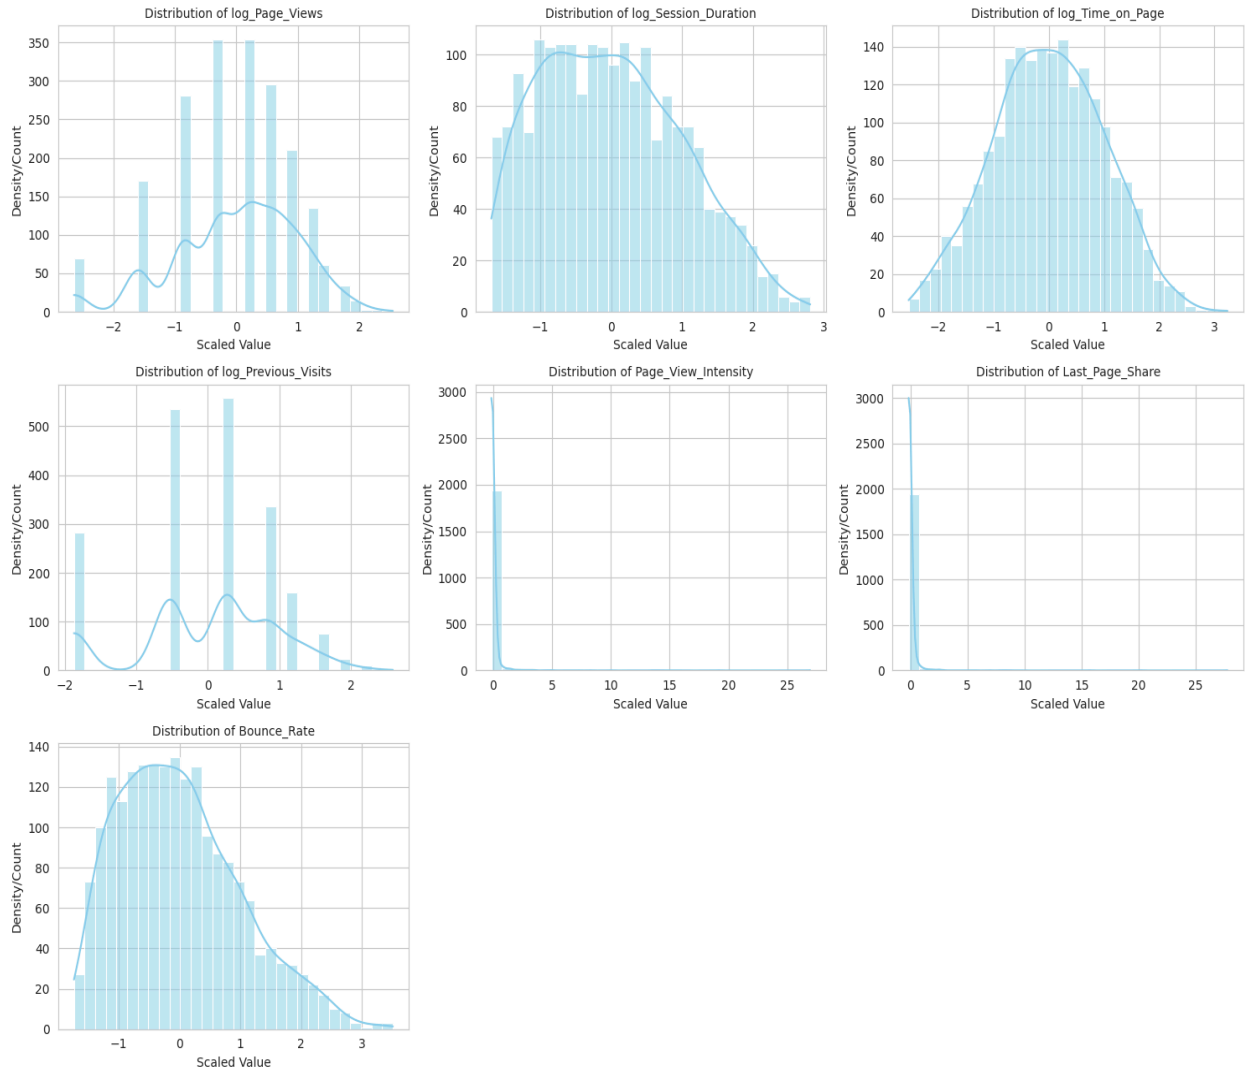 Distribution of log_Page_Views
Density/Count
350
300
250
200
150
100
50
0
−2 −1 0 1 2
Scaled Value
Distribution of log_Session_Duration
Density/Count
100
80
60
40
20
0
−1 0 1 2 3
Scaled Value
Distribution of log_Time_on_Page
Density/Count
140
120
100
80
60
40
20
0
−2 −1 0 1 2 3
Scaled Value
Distribution of log_Previous_Visits
Density/Count
500
400
300
200
100
0
−2 −1 0 1 2
Scaled Value
Distribution of Page_View_Intensity
Density/Count
3000
2500
2000
1500
1000
500
0
0 5 10 15 20 25
Scaled Value
Distribution of Last_Page_Share
Density/Count
3000
2500
2000
1500
1000
500
0
0 5 10 15 20 25
Scaled Value
Distribution of Bounce_Rate
Density/Count
140
120
100
80
60
40
20
0
−1 0 1 2 3
Scaled Value